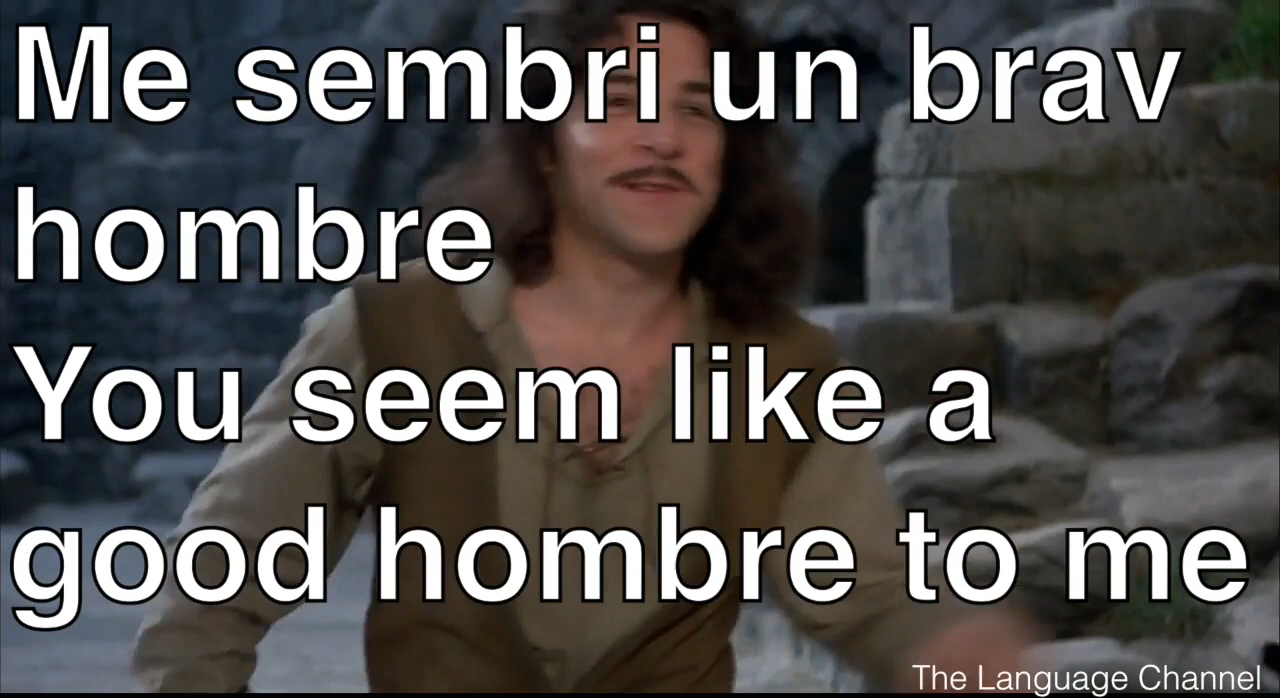 Me sembri un brav
hombre
You seem like a
good hombre to me
The Language Channel